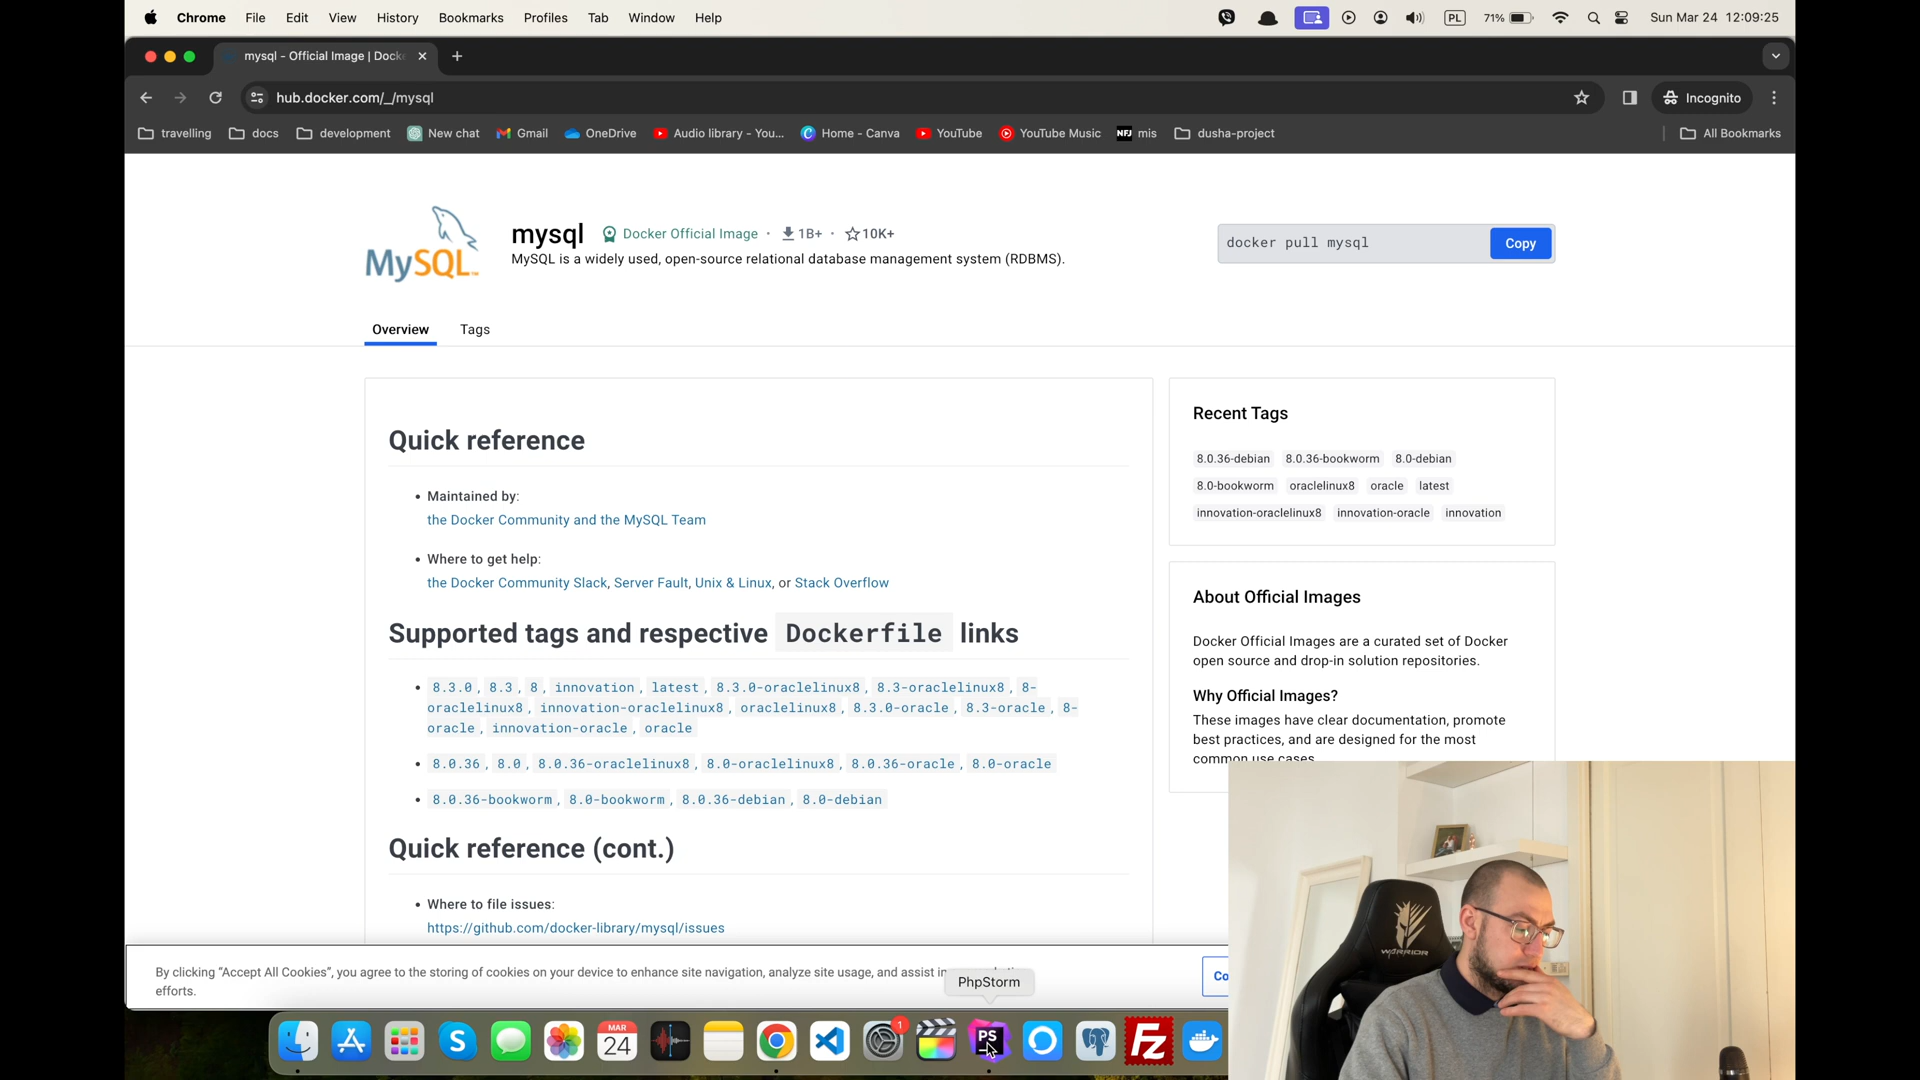 Chrome File Edit View History Bookmarks Profiles Tab Window Help PL 71% Sun Mar 24 12:09:25
mysql - Official Image | Dock
hub.docker.com/_/mysql Incognito
travelling docs development New chat Gmail OneDrive Audio library - You... Home - Canva YouTube YouTube Music NFJ mis dusha-project All Bookmarks
MySQL
mysql Docker Official Image · 1B+ · 10K+
MySQL is a widely used, open-source relational database management system (RDBMS).
docker pull mysql Copy
Overview Tags
Quick reference
• Maintained by:
the Docker Community and the MySQL Team
• Where to get help:
the Docker Community Slack, Server Fault, Unix & Linux, or Stack Overflow
Supported tags and respective Dockerfile links
• 8.3.0, 8.3, 8, innovation, latest, 8.3.0-oraclelinux8, 8.3-oraclelinux8, 8-
oraclelinux8, innovation-oraclelinux8, oraclelinux8, 8.3.0-oracle, 8.3-oracle, 8-
oracle, innovation-oracle, oracle
• 8.0.36, 8.0, 8.0.36-oraclelinux8, 8.0-oraclelinux8, 8.0.36-oracle, 8.0-oracle
• 8.0.36-bookworm, 8.0-bookworm, 8.0.36-debian, 8.0-debian
Quick reference (cont.)
• Where to file issues:
https://github.com/docker-library/mysql/issues
Recent Tags
8.0.36-debian 8.0.36-bookworm 8.0-debian
8.0-bookworm oraclelinux8 oracle latest
innovation-oraclelinux8 innovation-oracle innovation
About Official Images
Docker Official Images are a curated set of Docker
open source and drop-in solution repositories.
Why Official Images?
These images have clear documentation, promote
best practices, and are designed for the most
common use cases.
By clicking “Accept All Cookies”, you agree to the storing of cookies on your device to enhance site navigation, analyze site usage, and assist in
efforts.
Co
PhpStorm
MAR
24
1
PS
FZ
WARRIOR